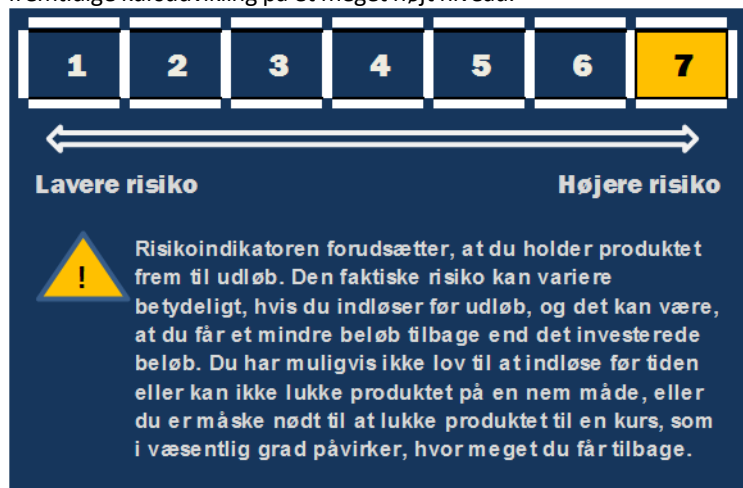 1 2 3 4 5 6 7
Lavere risiko Højere risiko
! Risikoindikatoren forudsætter, at du holder produktet
frem til udløb. Den faktiske risiko kan variere
betydeligt, hvis du indløser før udløb, og det kan være,
at du får et mindre beløb tilbage end det investerede
beløb. Du har muligvis ikke lov til at indløse før tiden
eller kan ikke lukke produktet på en nem måde, eller
du er måske nødt til at lukke produktet til en kurs, som
i væsentlig grad påvirker, hvor meget du får tilbage.